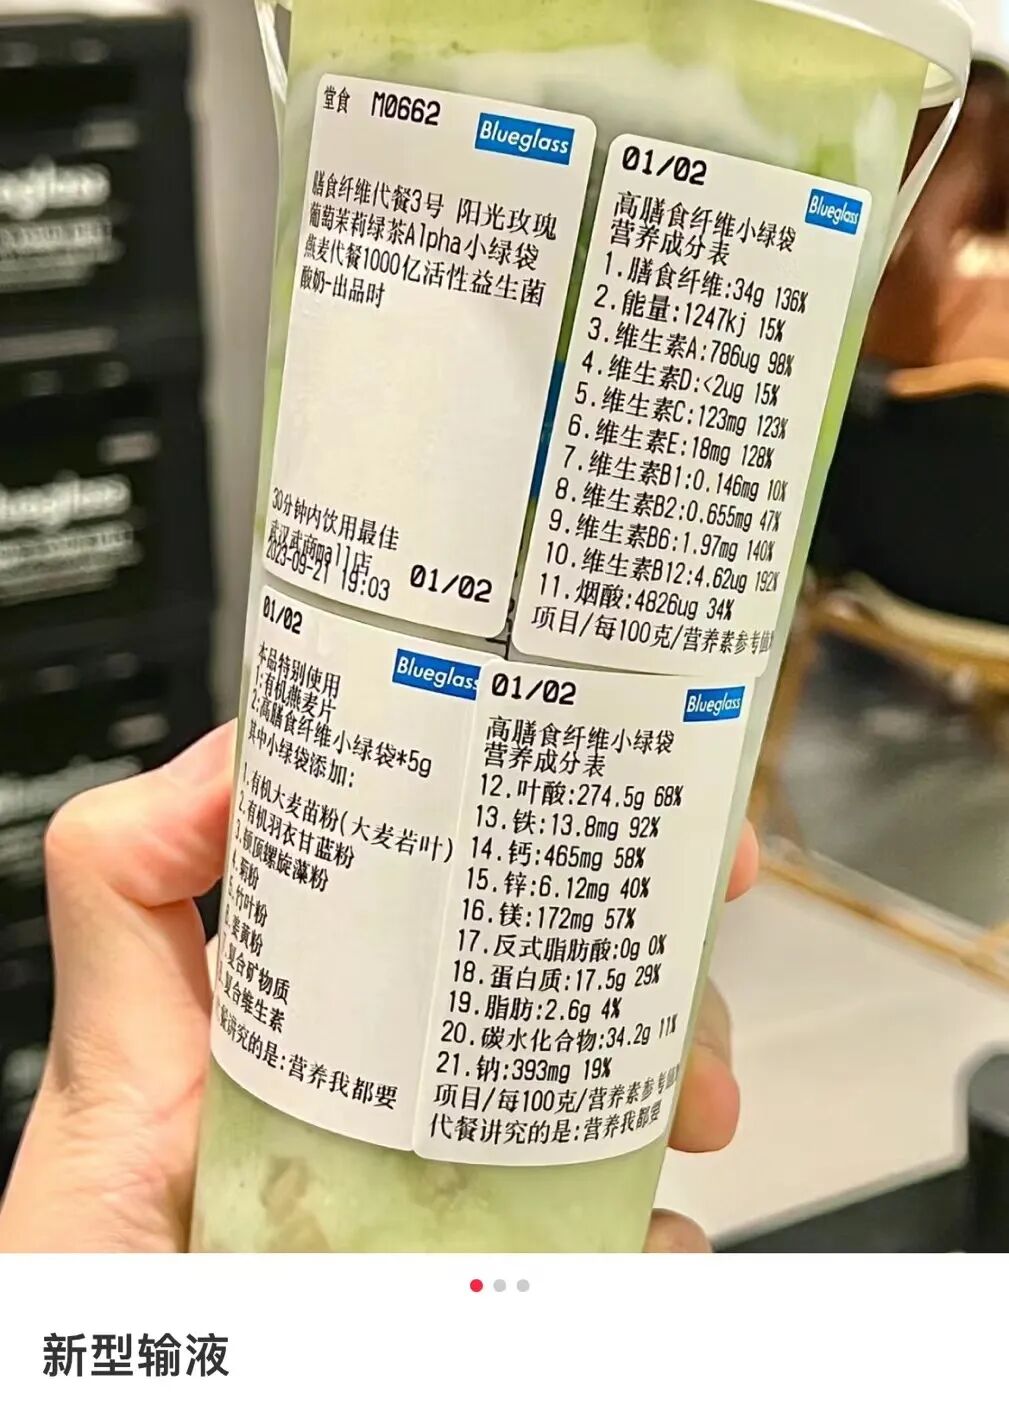 堂食 M0662
Blueglass
膳食纤维代餐3号 阳光玫瑰
葡萄茉莉绿茶Alpha小绿袋
燕麦代餐1000亿活性益生菌
酸奶-出品时
30分钟内饮用最佳
武汉武商mall店
2023-09-21 19:03
01/02
01/02
Blueglass
高膳食纤维小绿袋
营养成分表
1.膳食纤维:34g 136%
2.能量:1247kj 15%
3.维生素A:786ug 98%
4.维生素D:<2ug 15%
5.维生素C:123mg 123%
6.维生素E:18mg 128%
7.维生素B1:0.146mg 10%
8.维生素B2:0.655mg 47%
9.维生素B6:1.97mg 140%
10.维生素B12:4.62ug 192%
11.烟酸:4826ug 34%
项目/每100克/营养素参考值
01/02
Blueglass
本品特别使用
1:有机燕麦片
2:高膳食纤维小绿袋*5g
其中小绿袋添加:
1.有机大麦苗粉(大麦若叶)
2.有机羽衣甘蓝粉
3.顿顶螺旋藻粉
4.菊粉
5.竹叶粉
6.姜黄粉
7.复合矿物质
8.复合维生素
代餐讲究的是:营养我都要
01/02
Blueglass
高膳食纤维小绿袋
营养成分表
12.叶酸:274.5g 68%
13.铁:13.8mg 92%
14.钙:465mg 58%
15.锌:6.12mg 40%
16.镁:172mg 57%
17.反式脂肪酸:0g 0%
18.蛋白质:17.5g 29%
19.脂肪:2.6g 4%
20.碳水化合物:34.2g 11%
21.钠:393mg 19%
项目/每100克/营养素参考值
代餐讲究的是:营养我都要
新型输液